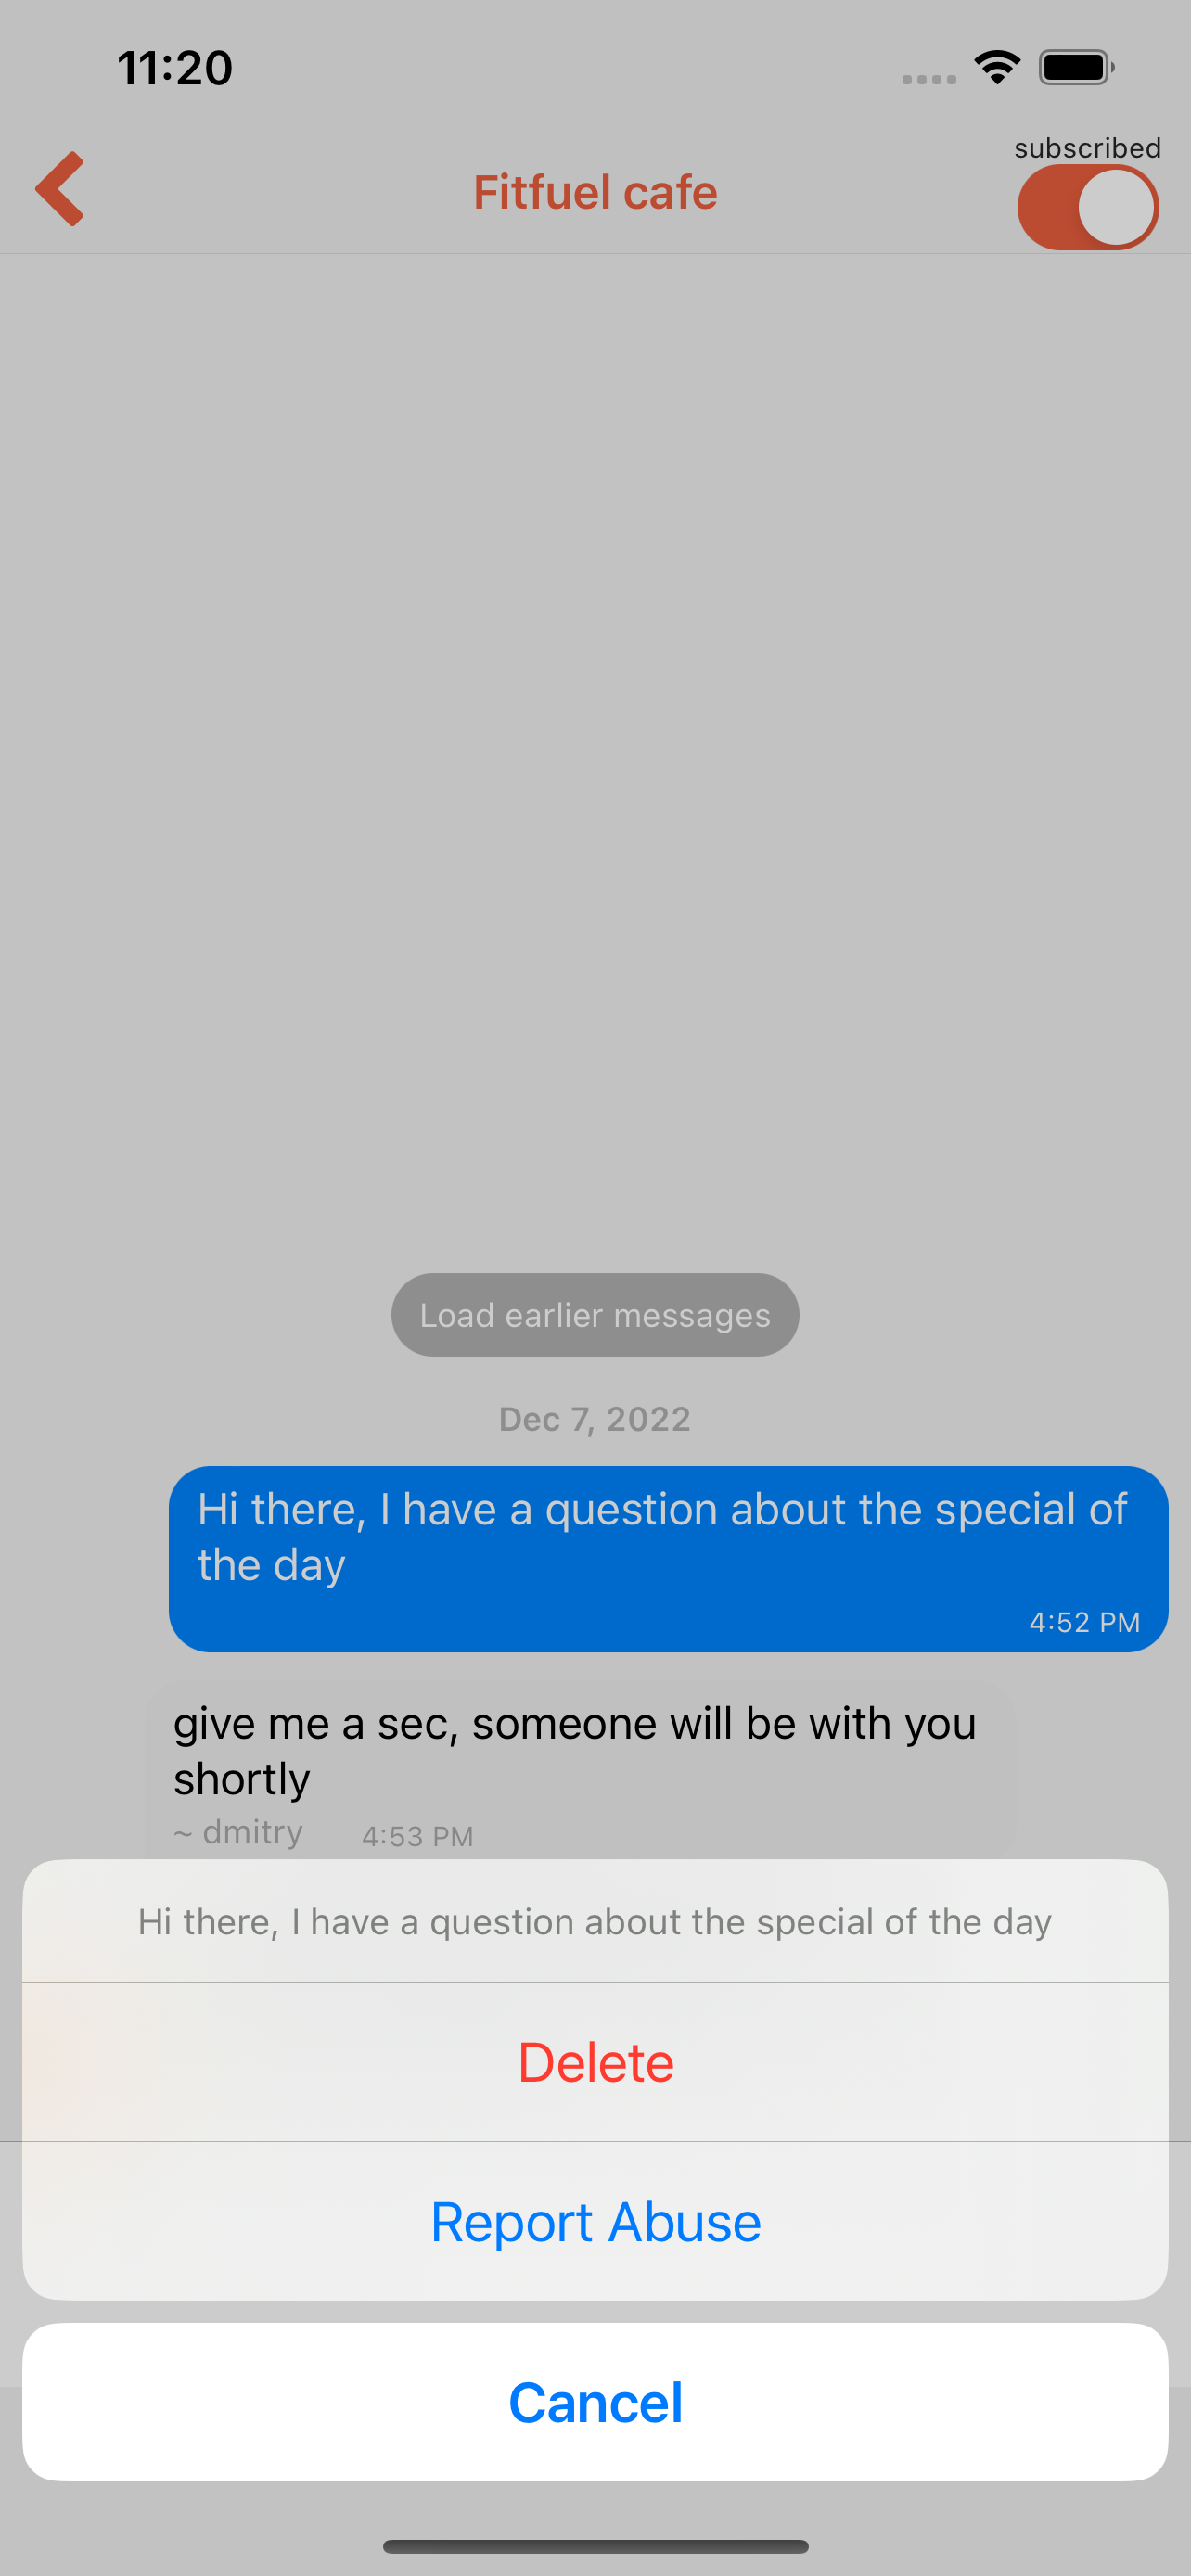 11:20
subscribed
Fitfuel cafe
Load earlier messages
Dec 7, 2022
Hi there, I have a question about the special of
the day
4:52 PM
give me a sec, someone will be with you
shortly
~ dmitry 4:53 PM
Hi there, I have a question about the special of the day
Delete
Report Abuse
Cancel